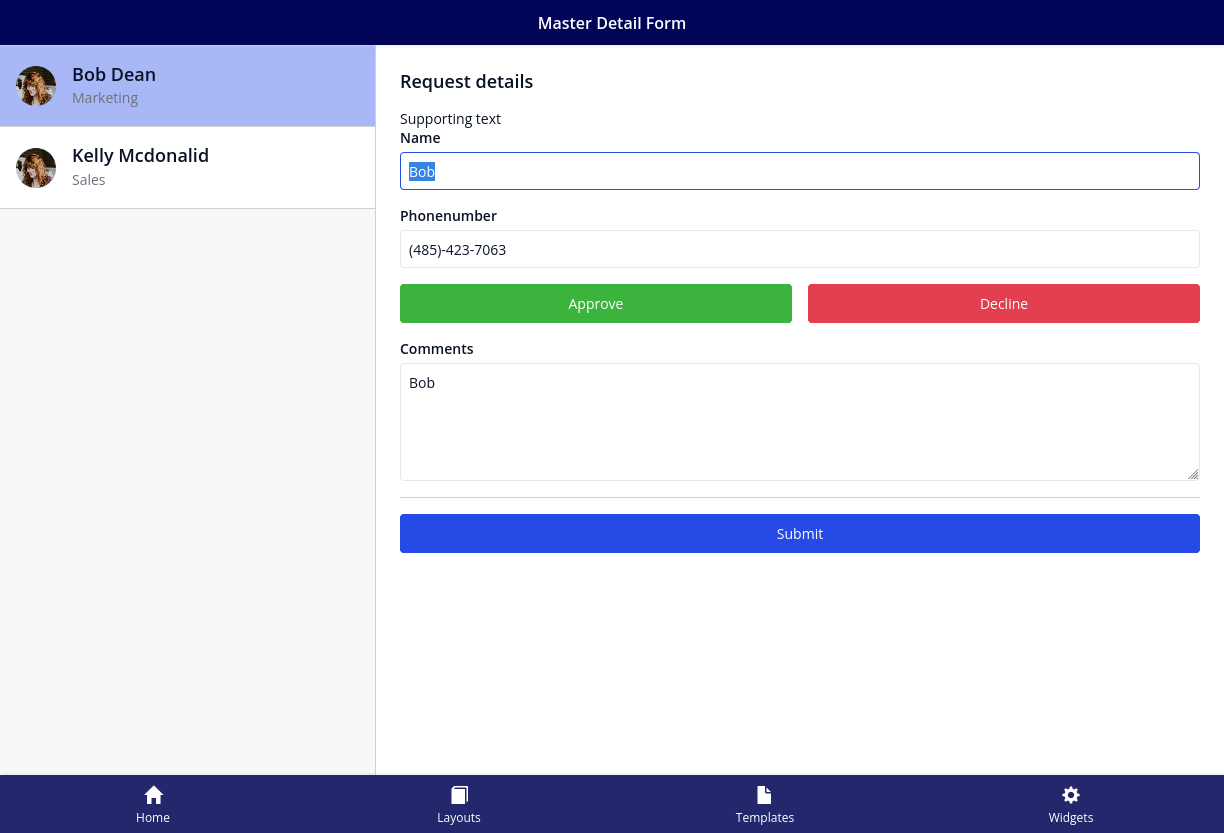 Master Detail Form
Bob Dean
Marketing
Kelly Mcdonalid
Sales
Request details
Supporting text
Name
Bob
Phonenumber
(485)-423-7063
Approve
Decline
Comments
Bob
Submit
Home
Layouts
Templates
Widgets